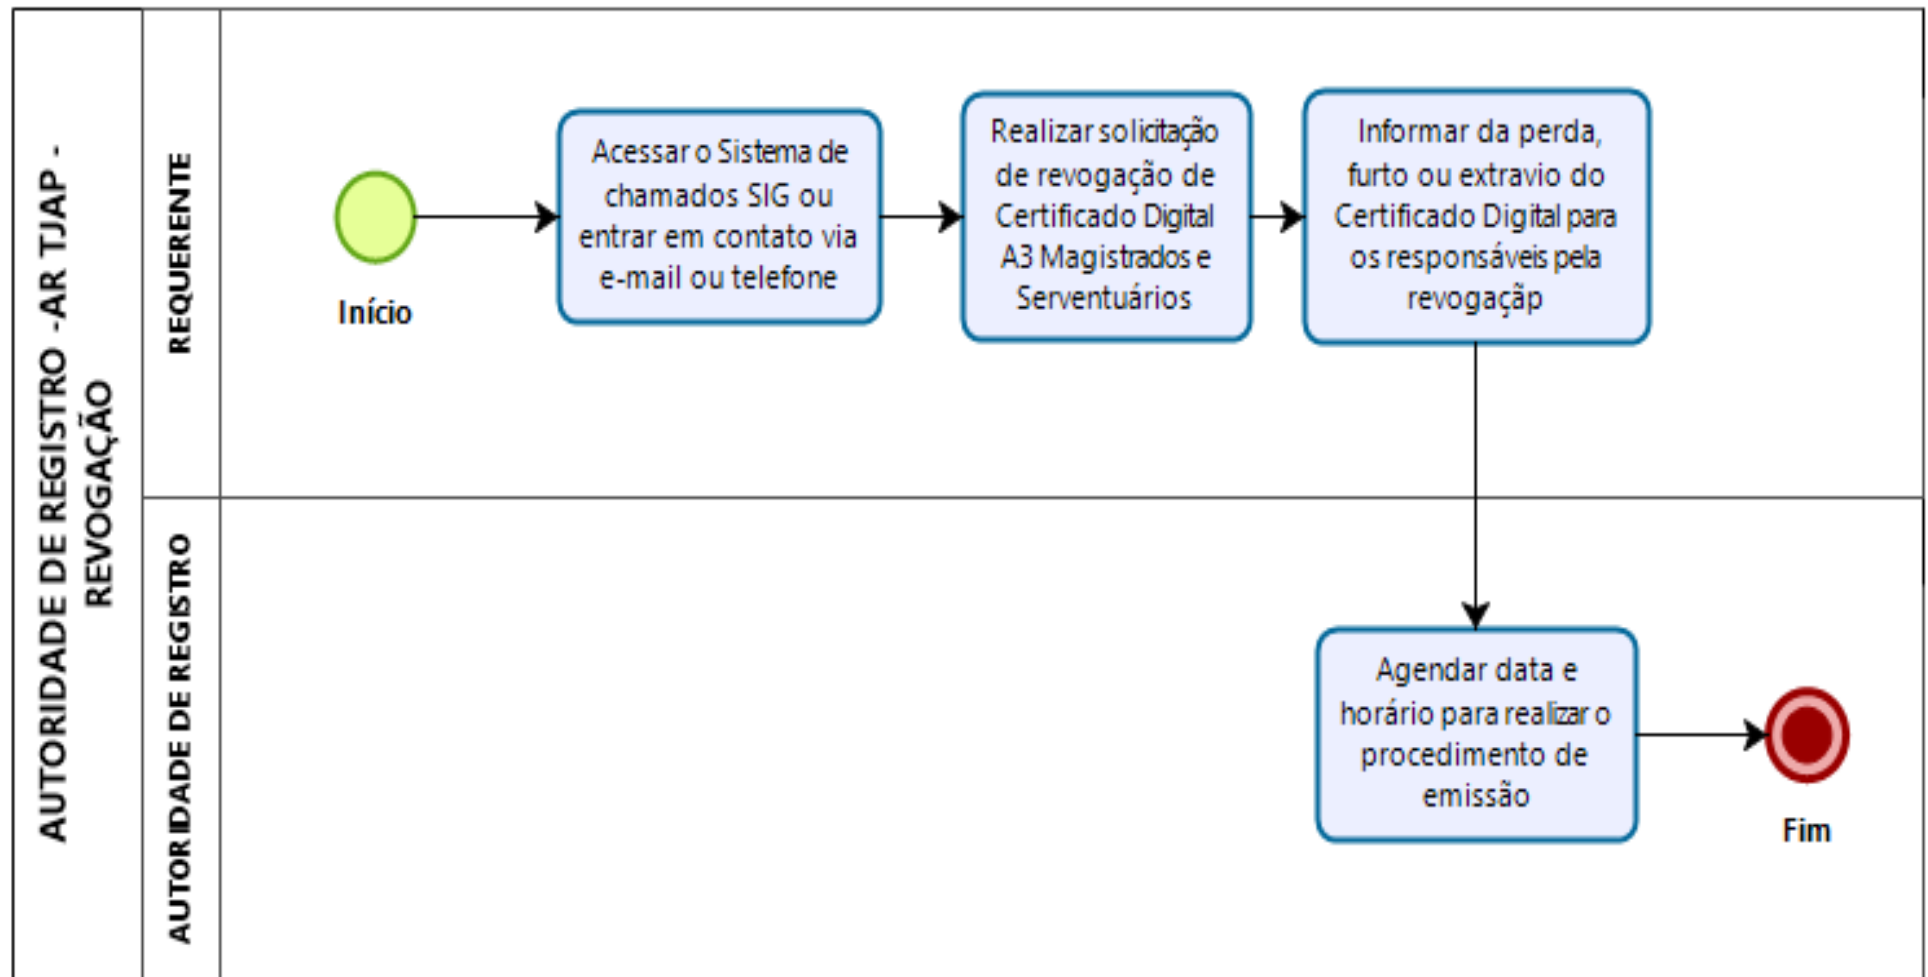 AUTORIDADE DE REGISTRO -AR TJAP -
REVOGAÇÃO
REQUERENTE
Início
Acessar o Sistema de
chamados SIG ou
entrar em contato via
e-mail ou telefone
Realizar solicitação
de revogação de
Certificado Digital
A3 Magistrados e
Serventuários
Informar da perda,
furto ou extravio do
Certificado Digital para
os responsáveis pela
revogaçãp
AUTORIDADE DE REGISTRO
Agendar data e
horário para realizar o
procedimento de
emissão
Fim